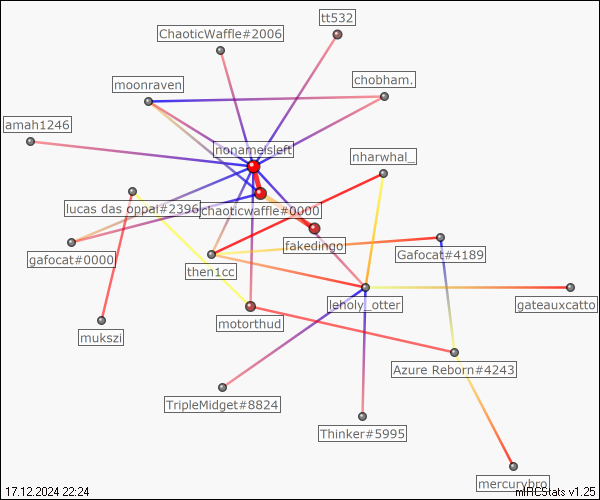 tt532
ChaoticWaffle#2006
moonraven
chobham.
amah1246
nonameisleft
nharwhal_
lucas das oppai#2396
chaoticwaffle#0000
fakedingo
gafocat#0000
then1cc
Gafocat#4189
leholy_otter
gateauxcatto
motorthud
mukszi
Azure Reborn#4243
TripleMidget#8824
Thinker#5995
mercurybro
17.12.2024 22:24
mIRCStats v1.25